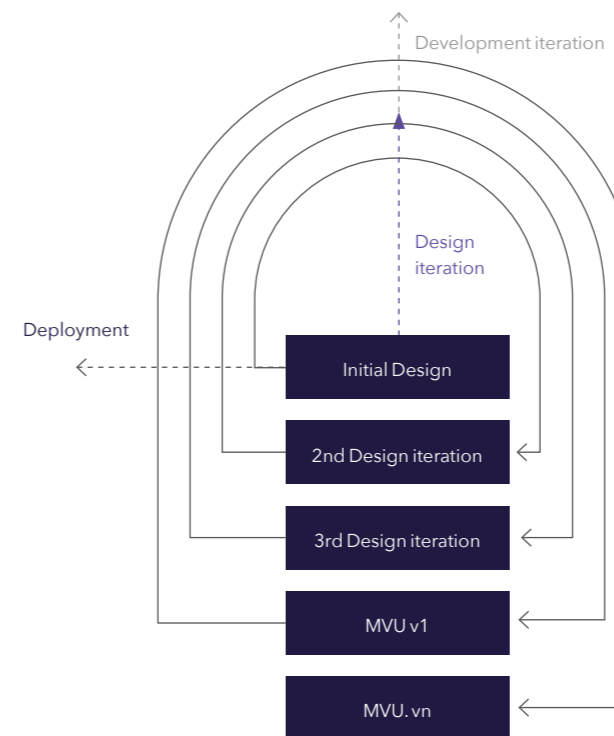 Development iteration
Design
iteration
Deployment
Initial Design
2nd Design iteration
3rd Design iteration
MVU v1
MVU. vn